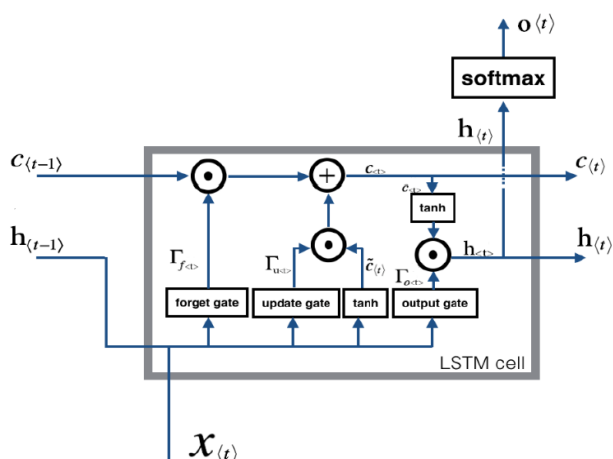 o⟨t⟩
softmax
h⟨t⟩
c⟨t−1⟩
c<t>
c⟨t⟩
c<t>
tanh
h⟨t−1⟩
Γf<t>
Γu<t>
c̃⟨t⟩
Γo<t>
h<t>
h⟨t⟩
forget gate
update gate
tanh
output gate
LSTM cell
x⟨t⟩